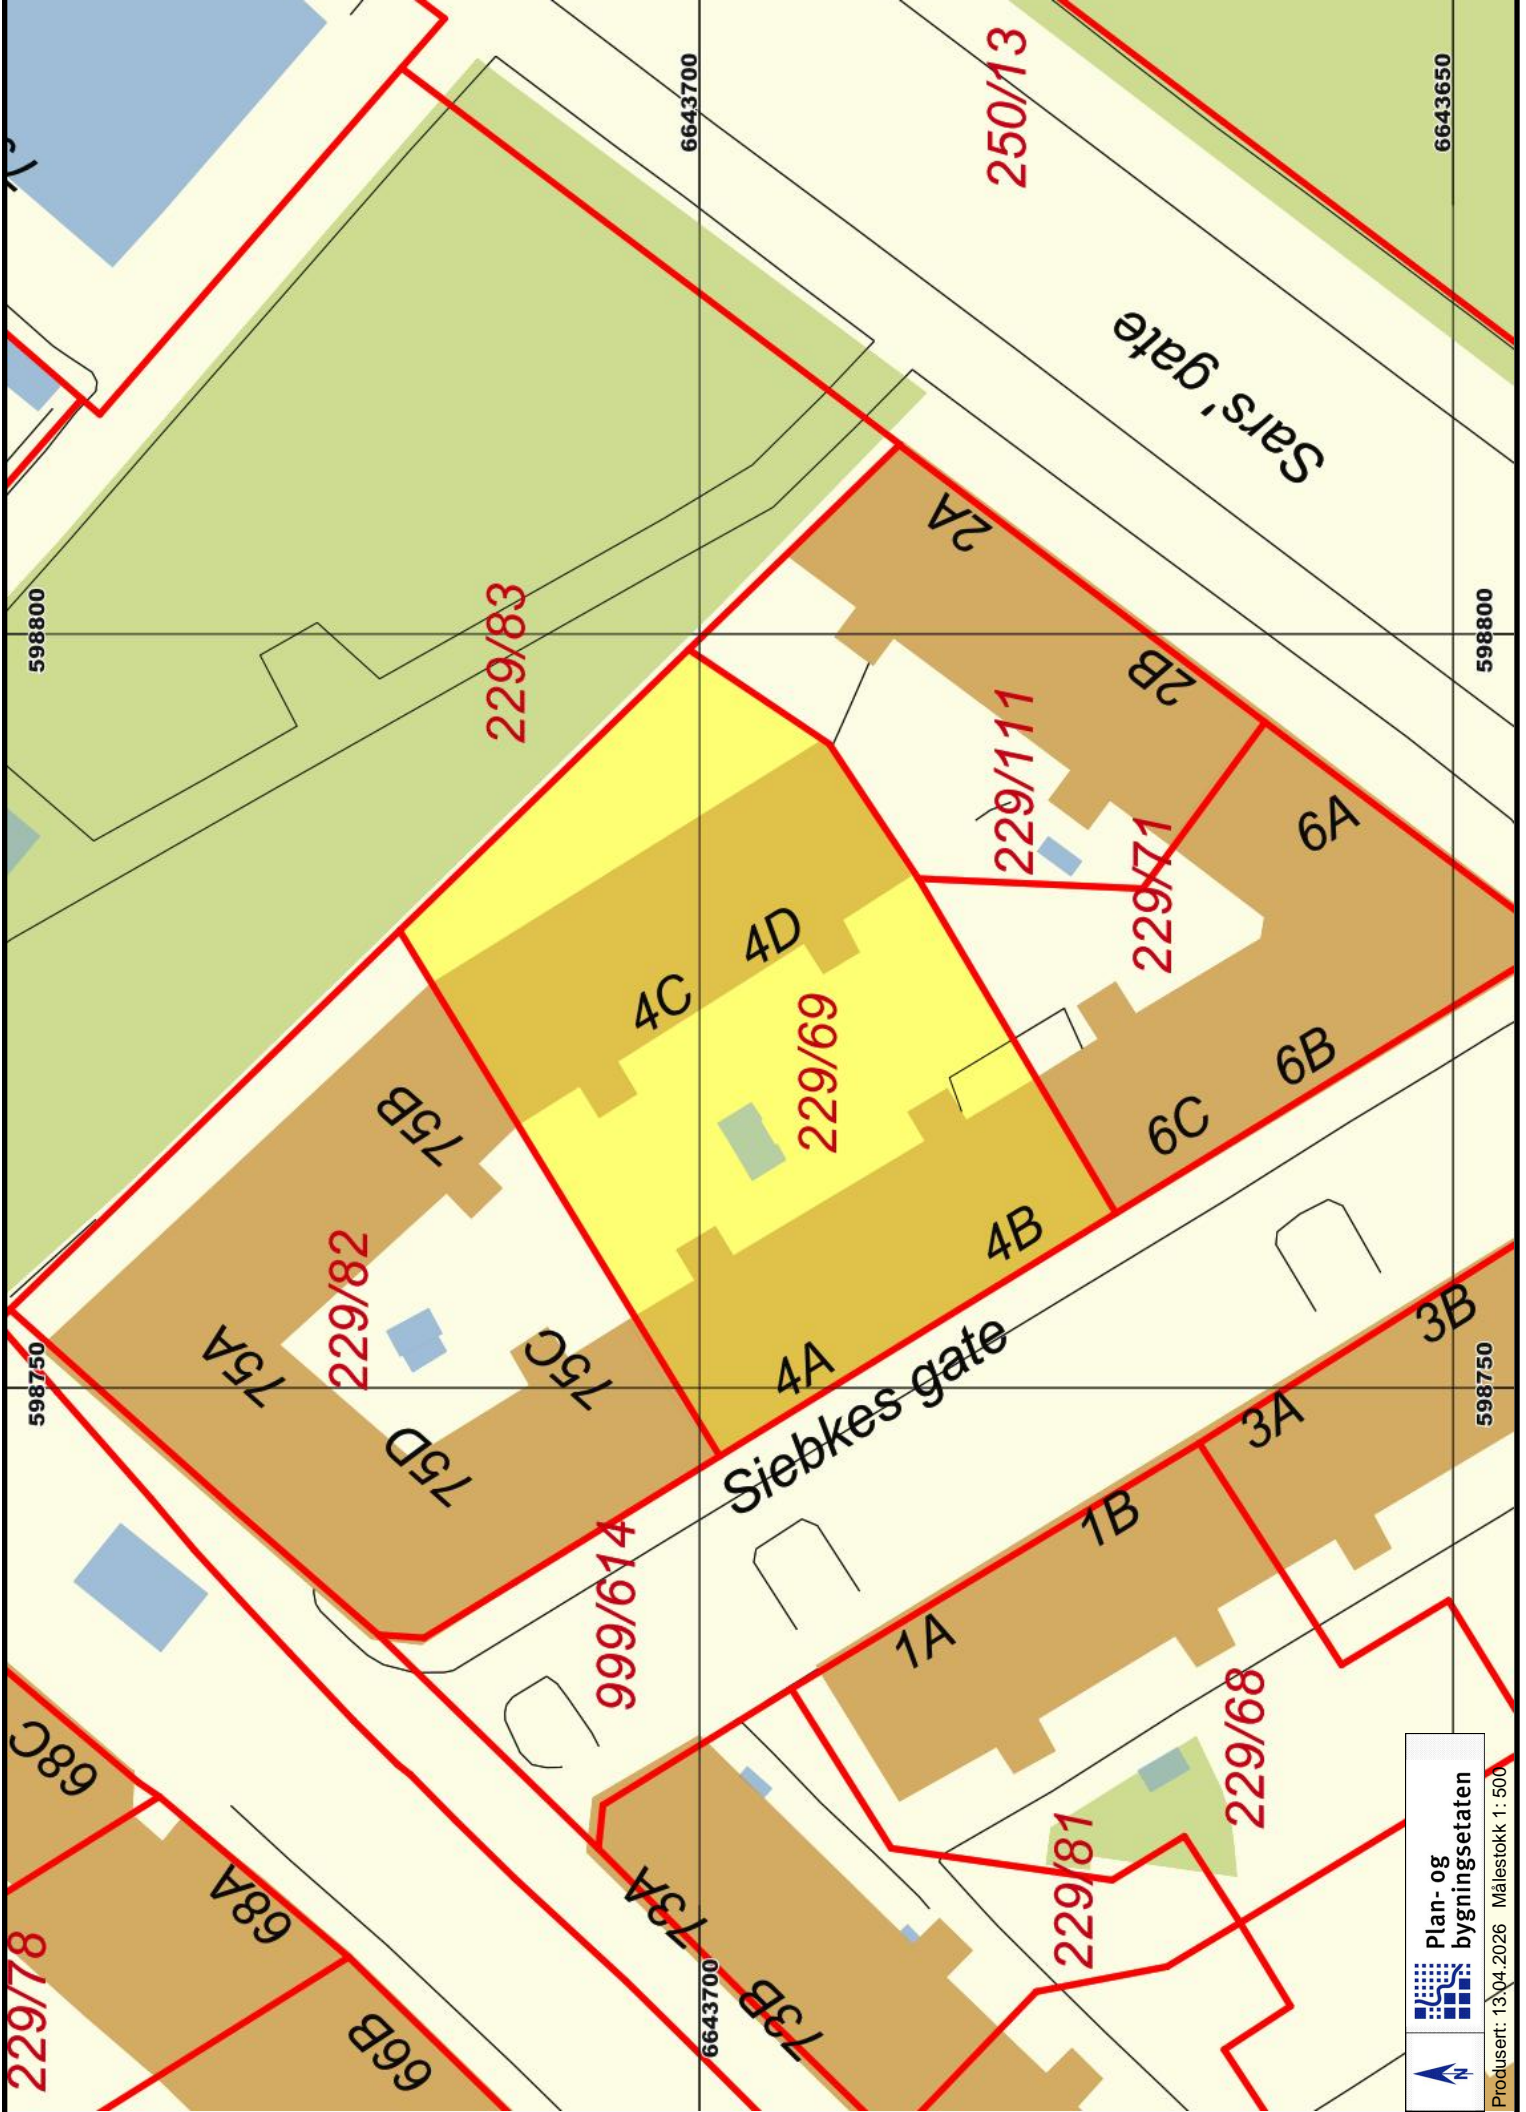 6643700
6643650
250/13
Sars' gate
598800
598800
229/83
2A
2B
229/111
229/71
6A
4D
4C
229/69
6B
6C
75B
4B
229/82
75A
75C
4A
75D
Siebkes gate
598750
598750
3B
3A
1B
999/614
1A
229/68
229/81
68C
68A
73A
229/78
66B
73B
6643700
Plan- og
bygningsetaten
N
Produsert: 13.04.2026 Målestokk 1: 500